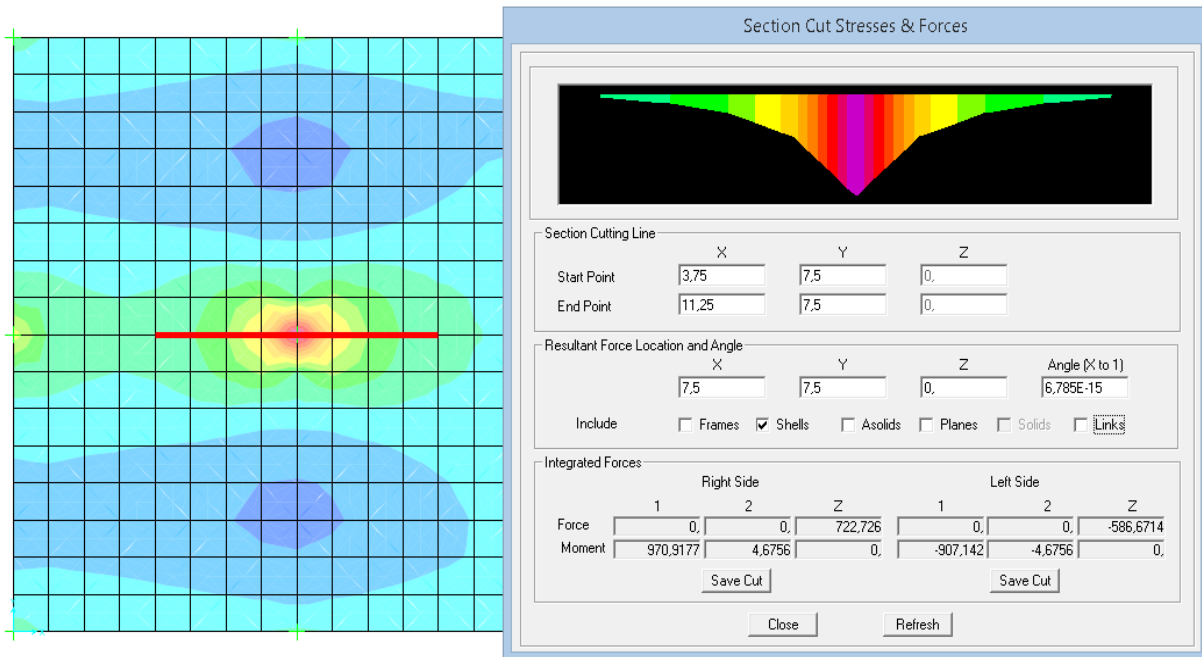 Section Cut Stresses & Forces
Section Cutting Line
X Y Z
Start Point 3,75 7,5 0,
End Point 11,25 7,5 0,
Resultant Force Location and Angle
X Y Z Angle (X to 1)
7,5 7,5 0, 6,785E-15
Include Frames Shells Asolids Planes Solids Links
Integrated Forces
Right Side Left Side
1 2 Z 1 2 Z
Force 0, 0, 722,726 0, 0, -586,6714
Moment 970,9177 4,6756 0, -907,142 -4,6756 0,
Save Cut Save Cut
Close Refresh